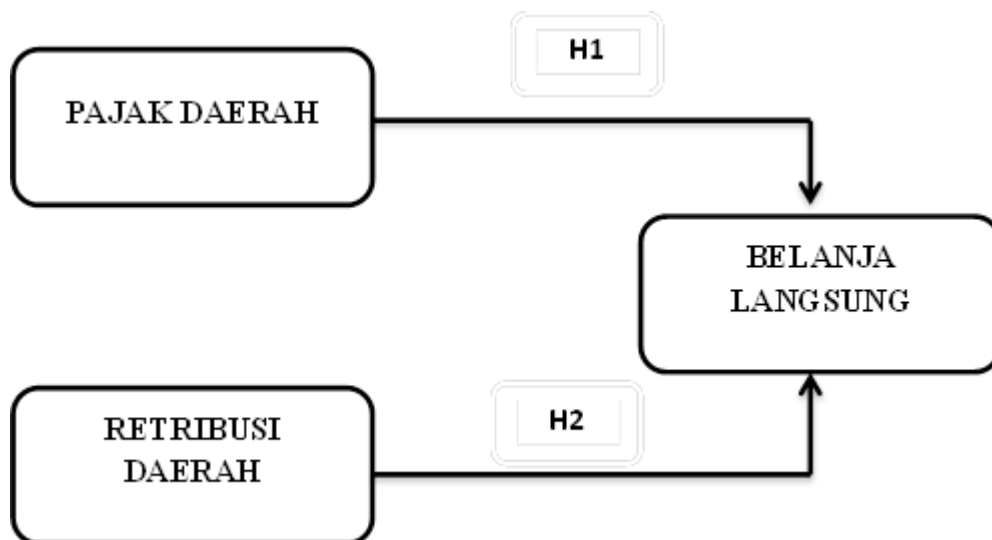 H1
PAJAK DAERAH
BELANJA
LANGSUNG
RETRIBUSI
DAERAH
H2